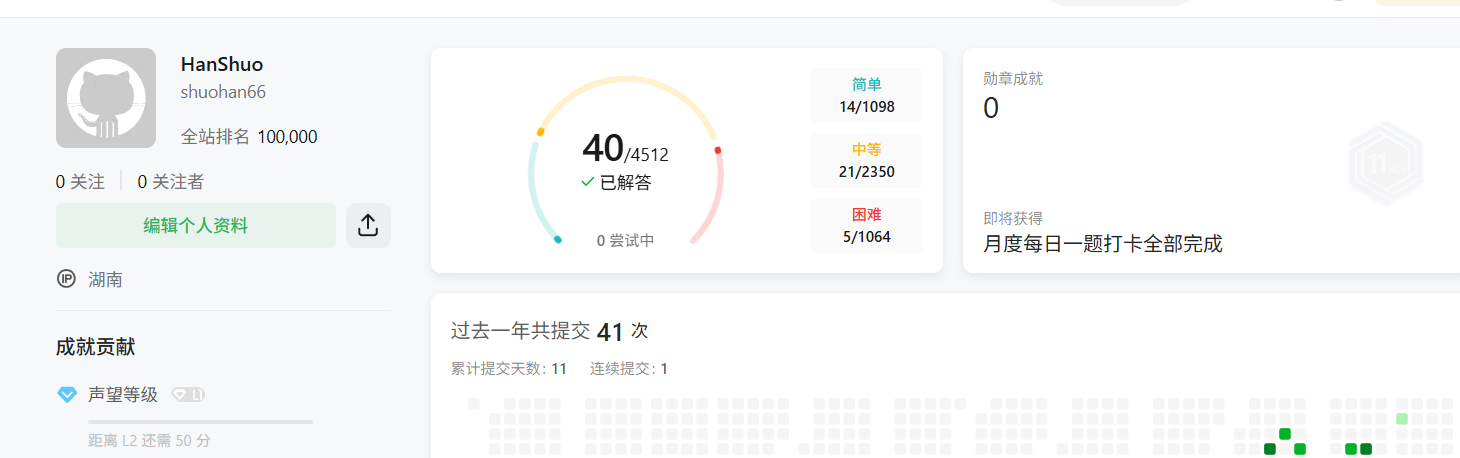 HanShuo
shuohan66
全站排名 100,000
0 关注 0 关注者
编辑个人资料
湖南
成就贡献
声望等级 L1
距离 L2 还需 50 分
40/4512
已解答
0 尝试中
简单
14/1098
中等
21/2350
困难
5/1064
勋章成就
0
11
即将获得
月度每日一题打卡全部完成
过去一年共提交 41 次
累计提交天数: 11 连续提交: 1